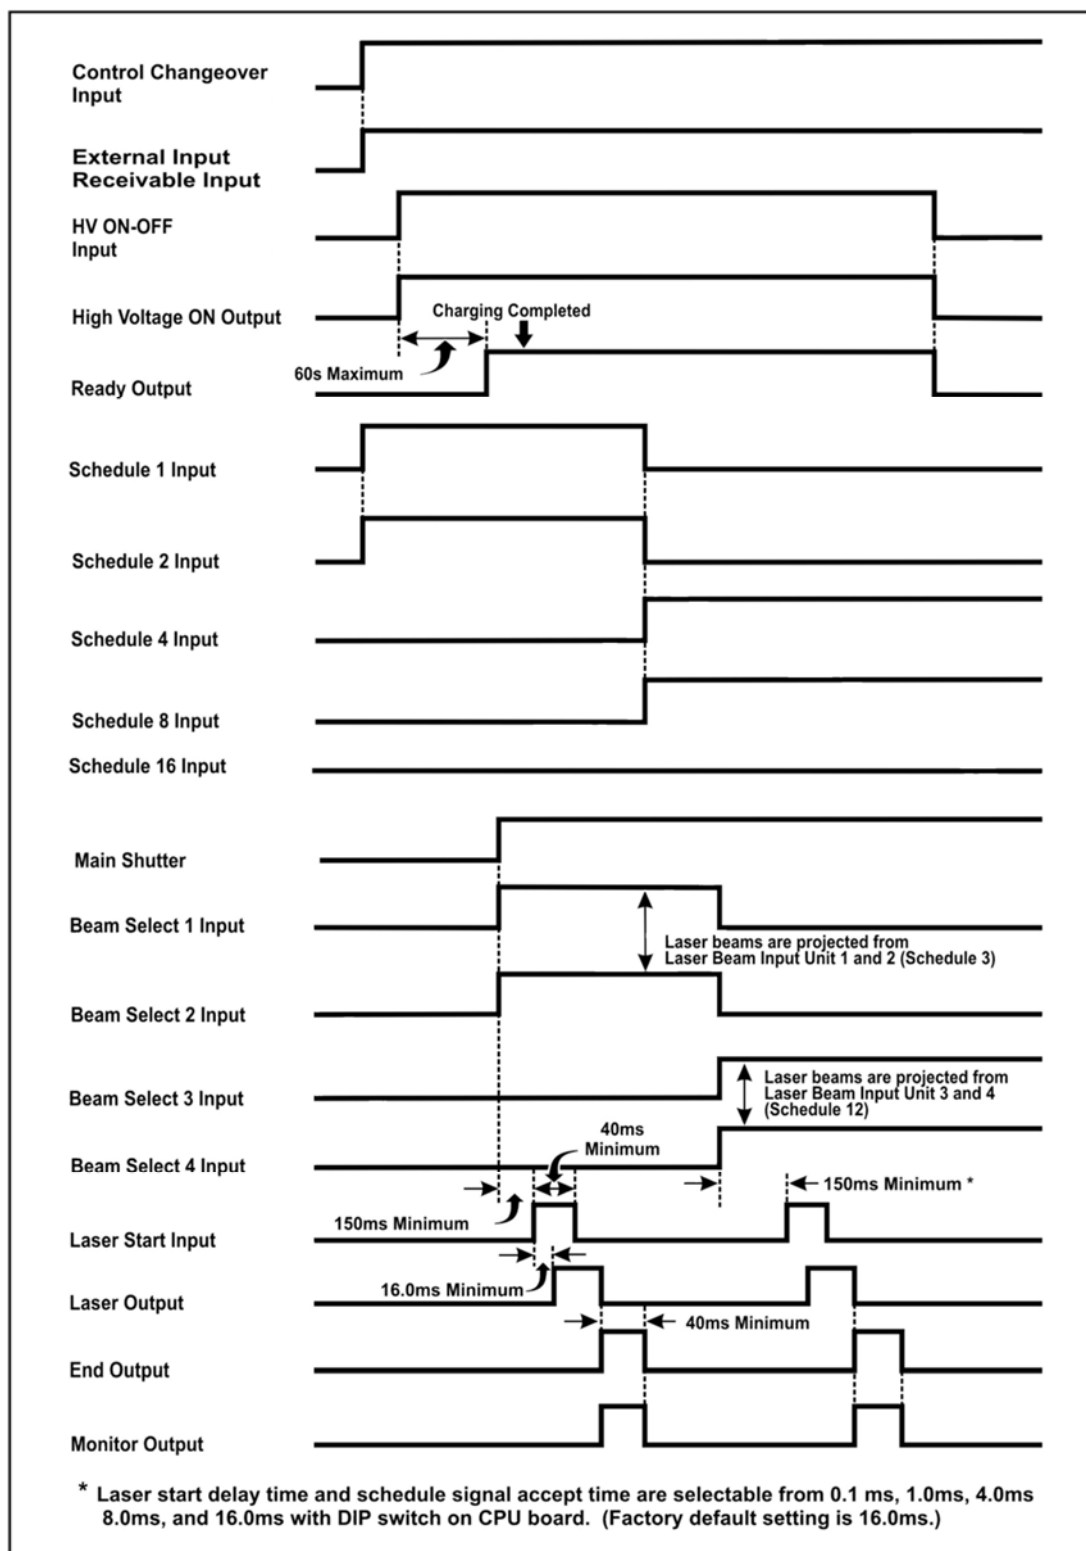 Control Changeover
Input
External Input
Receivable Input
HV ON-OFF
Input
High Voltage ON Output
Charging Completed
60s Maximum
Ready Output
Schedule 1 Input
Schedule 2 Input
Schedule 4 Input
Schedule 8 Input
Schedule 16 Input
Main Shutter
Beam Select 1 Input
Laser beams are projected from
Laser Beam Input Unit 1 and 2 (Schedule 3)
Beam Select 2 Input
Beam Select 3 Input
Laser beams are projected from
Laser Beam Input Unit 3 and 4
(Schedule 12)
40ms
Minimum
Beam Select 4 Input
150ms Minimum *
150ms Minimum
Laser Start Input
16.0ms Minimum
Laser Output
40ms Minimum
End Output
Monitor Output
* Laser start delay time and schedule signal accept time are selectable from 0.1 ms, 1.0ms, 4.0ms
8.0ms, and 16.0ms with DIP switch on CPU board. (Factory default setting is 16.0ms.)